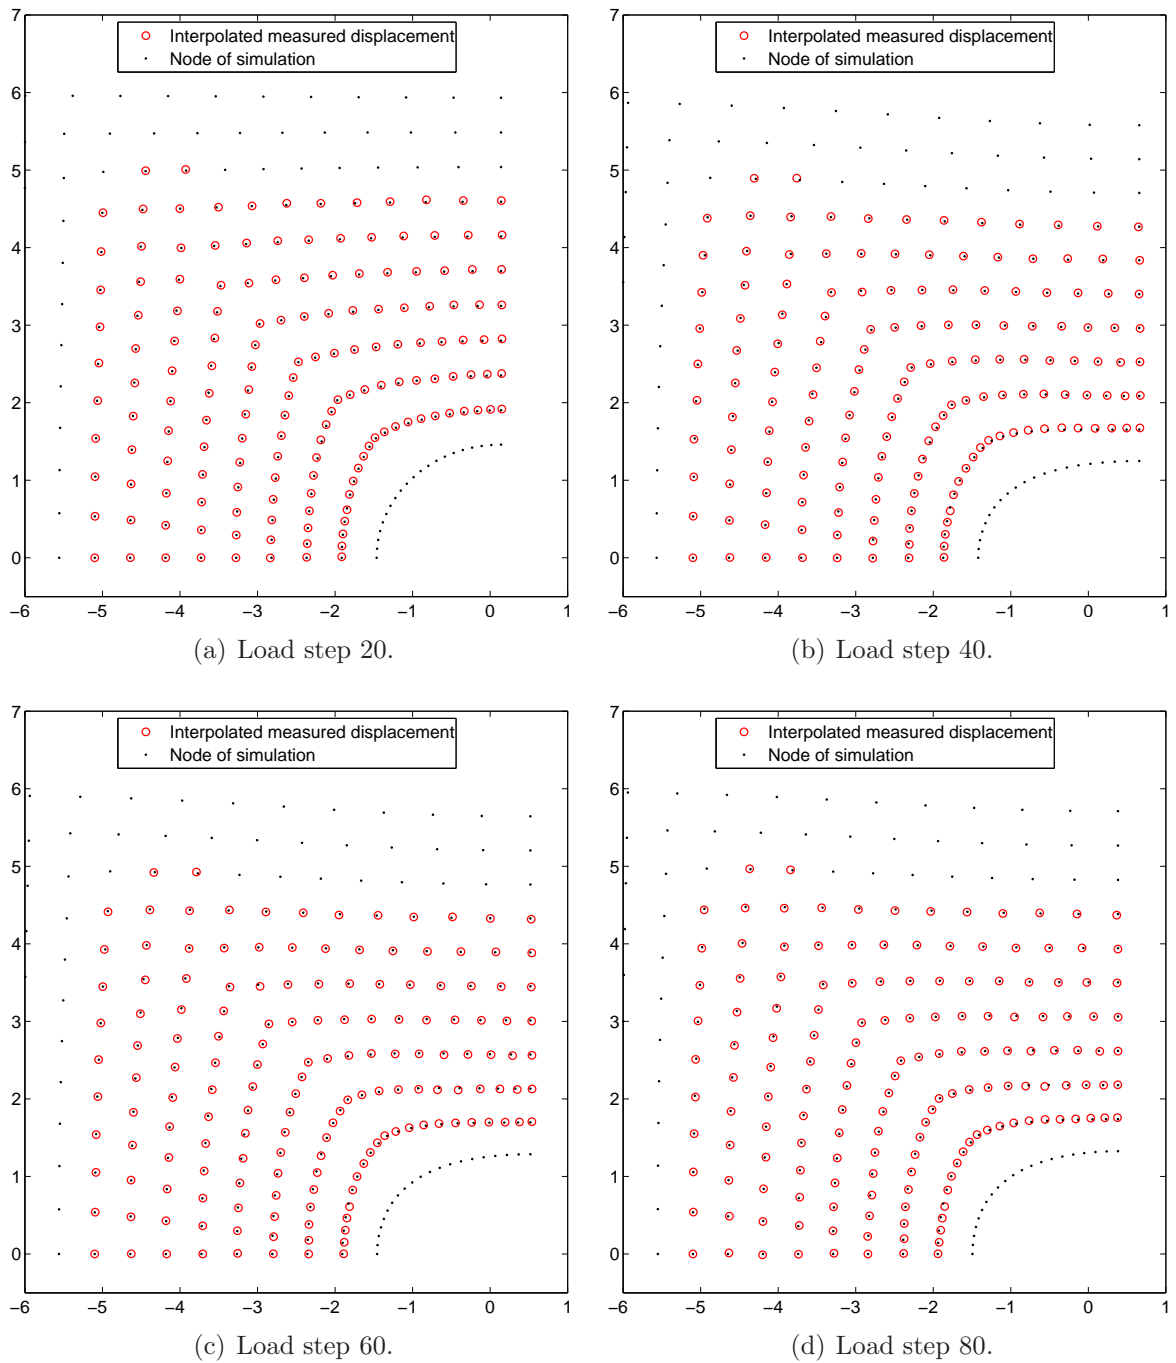 7
6
5
4
3
2
1
0
−6 −5 −4 −3 −2 −1 0 1
Interpolated measured displacement
Node of simulation
(a) Load step 20.
7
6
5
4
3
2
1
0
−6 −5 −4 −3 −2 −1 0 1
Interpolated measured displacement
Node of simulation
(b) Load step 40.
7
6
5
4
3
2
1
0
−6 −5 −4 −3 −2 −1 0 1
Interpolated measured displacement
Node of simulation
(c) Load step 60.
7
6
5
4
3
2
1
0
−6 −5 −4 −3 −2 −1 0 1
Interpolated measured displacement
Node of simulation
(d) Load step 80.